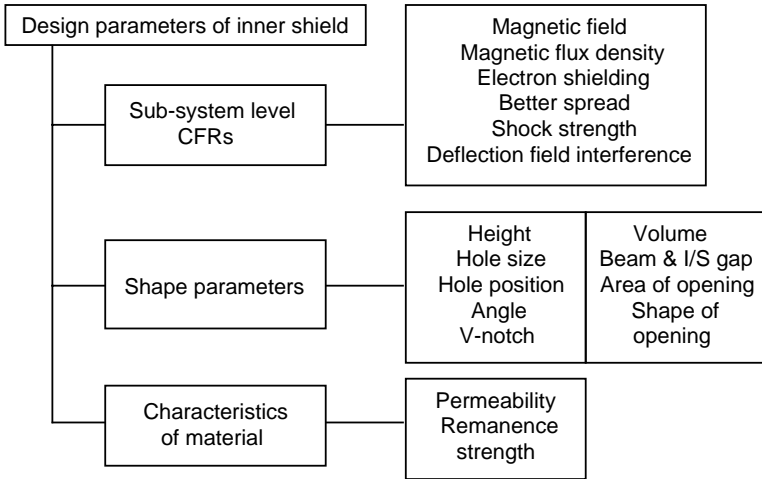 Design parameters of inner shield
Sub-system level
CFRs
Magnetic field
Magnetic flux density
Electron shielding
Better spread
Shock strength
Deflection field interference
Shape parameters
Height
Hole size
Hole position
Angle
V-notch
Volume
Beam & I/S gap
Area of opening
Shape of
opening
Characteristics
of material
Permeability
Remanence
strength